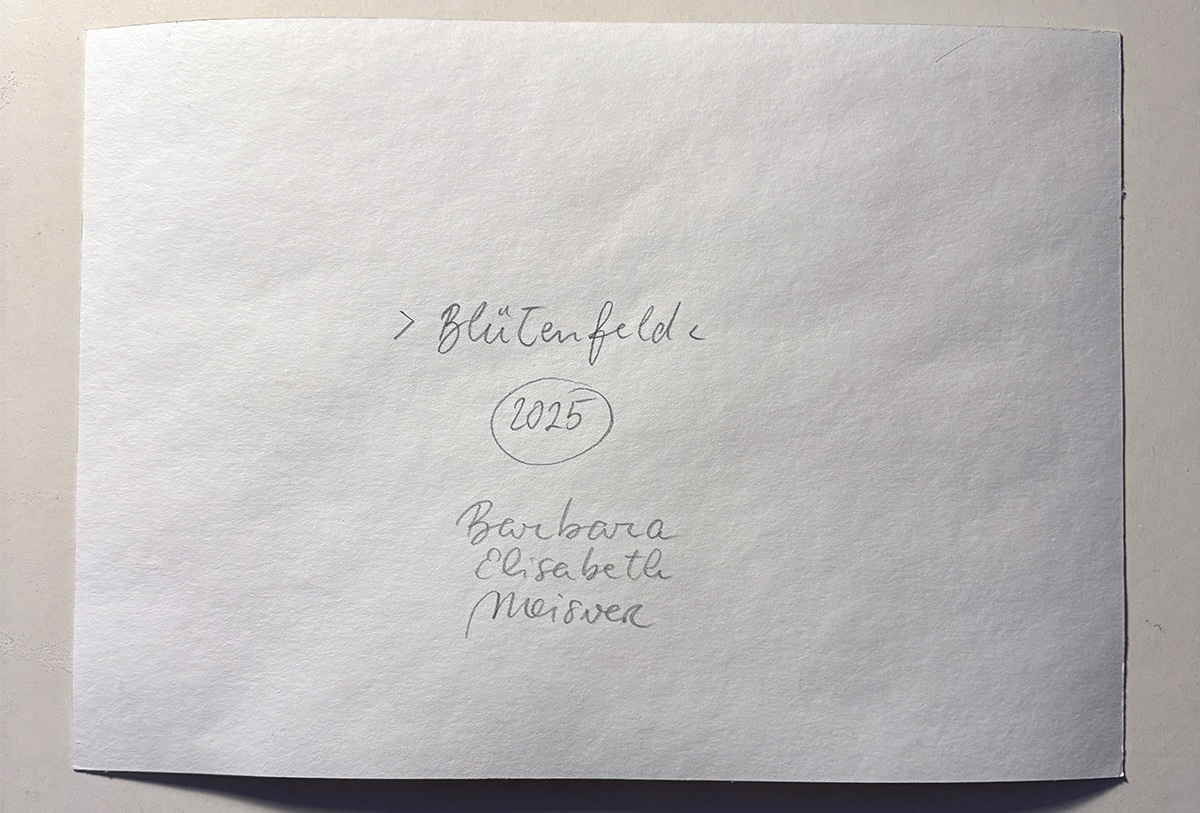 > Blütenfeld <
2025
Barbara
Elisabeth
Meisner